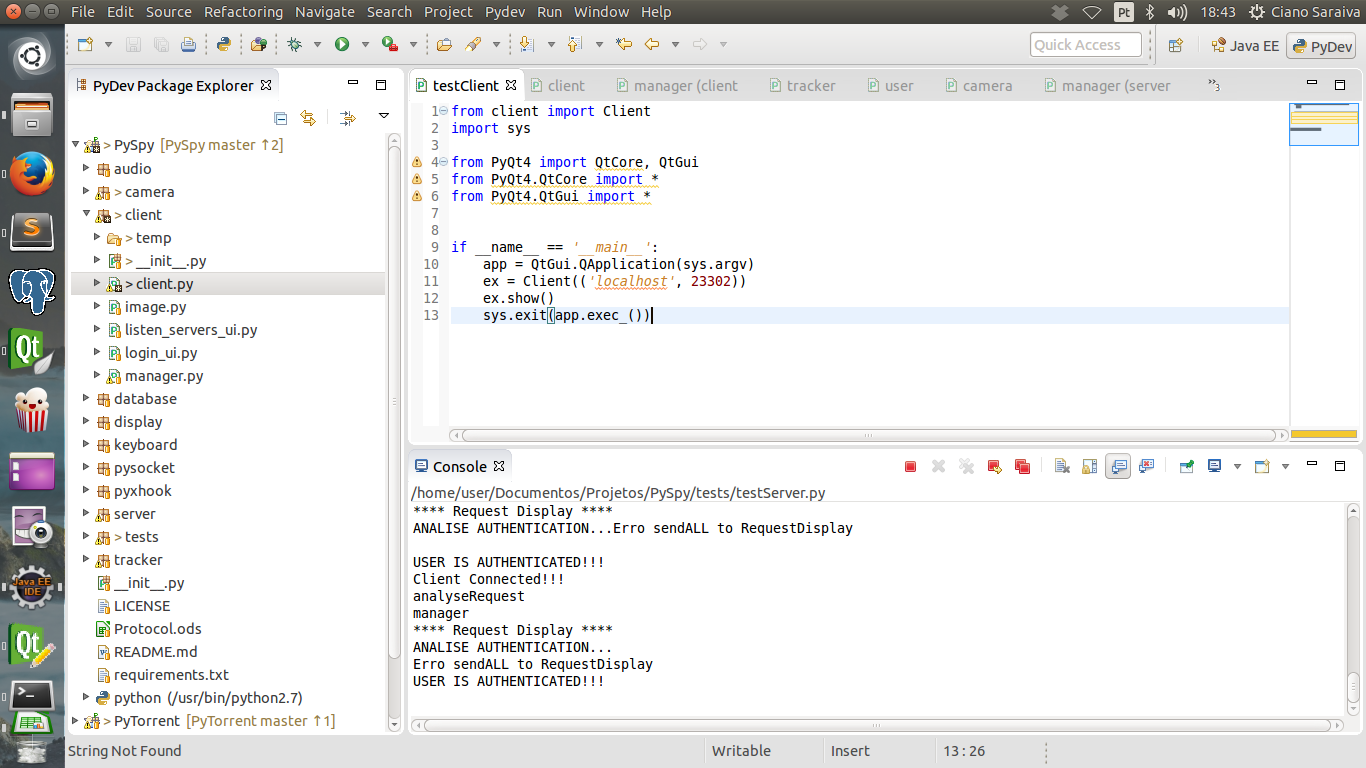 File Edit Source Refactoring Navigate Search Project Pydev Run Window Help
Pt 18:43 Ciano Saraiva
Quick Access
Java EE
PyDev
PyDev Package Explorer
> PySpy [PySpy master ↑2]
audio
> camera
> client
> temp
> __init__.py
> client.py
image.py
listen_servers_ui.py
login_ui.py
manager.py
database
display
keyboard
pysocket
pyxhook
server
> tests
tracker
__init__.py
LICENSE
Protocol.ods
README.md
requirements.txt
python (/usr/bin/python2.7)
> PyTorrent [PyTorrent master ↑1]
Java EE
IDE
testClient client manager (client tracker user camera manager (server »3
1 from client import Client
2 import sys
3
4 from PyQt4 import QtCore, QtGui
5 from PyQt4.QtCore import *
6 from PyQt4.QtGui import *
7
8
9 if __name__ == '__main__':
10 app = QtGui.QApplication(sys.argv)
11 ex = Client(('localhost', 23302))
12 ex.show()
13 sys.exit(app.exec_())
Console
/home/user/Documentos/Projetos/PySpy/tests/testServer.py
**** Request Display ****
ANALISE AUTHENTICATION...Erro sendALL to RequestDisplay
USER IS AUTHENTICATED!!!
Client Connected!!!
analyseRequest
manager
**** Request Display ****
ANALISE AUTHENTICATION...
Erro sendALL to RequestDisplay
USER IS AUTHENTICATED!!!
String Not Found
Writable
Insert
13 : 26